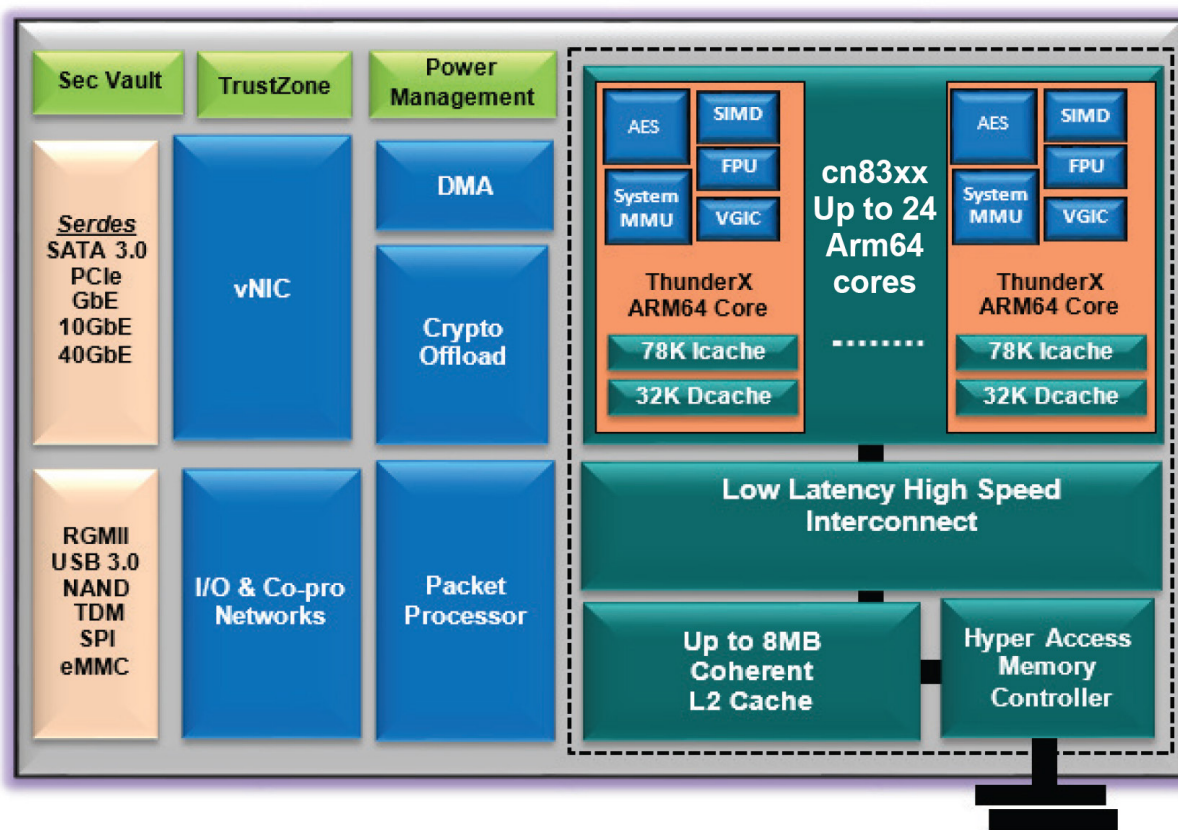 Sec Vault
TrustZone
Power
Management
Serdes
SATA 3.0
PCIe
GbE
10GbE
40GbE
vNIC
DMA
Crypto
Offload
RGMII
USB 3.0
NAND
TDM
SPI
eMMC
I/O & Co-pro
Networks
Packet
Processor
AES
SIMD
FPU
System
MMU
VGIC
ThunderX
ARM64 Core
78K Icache
32K Dcache
cn83xx
Up to 24
Arm64
cores
........
AES
SIMD
FPU
System
MMU
VGIC
ThunderX
ARM64 Core
78K Icache
32K Dcache
Low Latency High Speed
Interconnect
Up to 8MB
Coherent
L2 Cache
Hyper Access
Memory
Controller